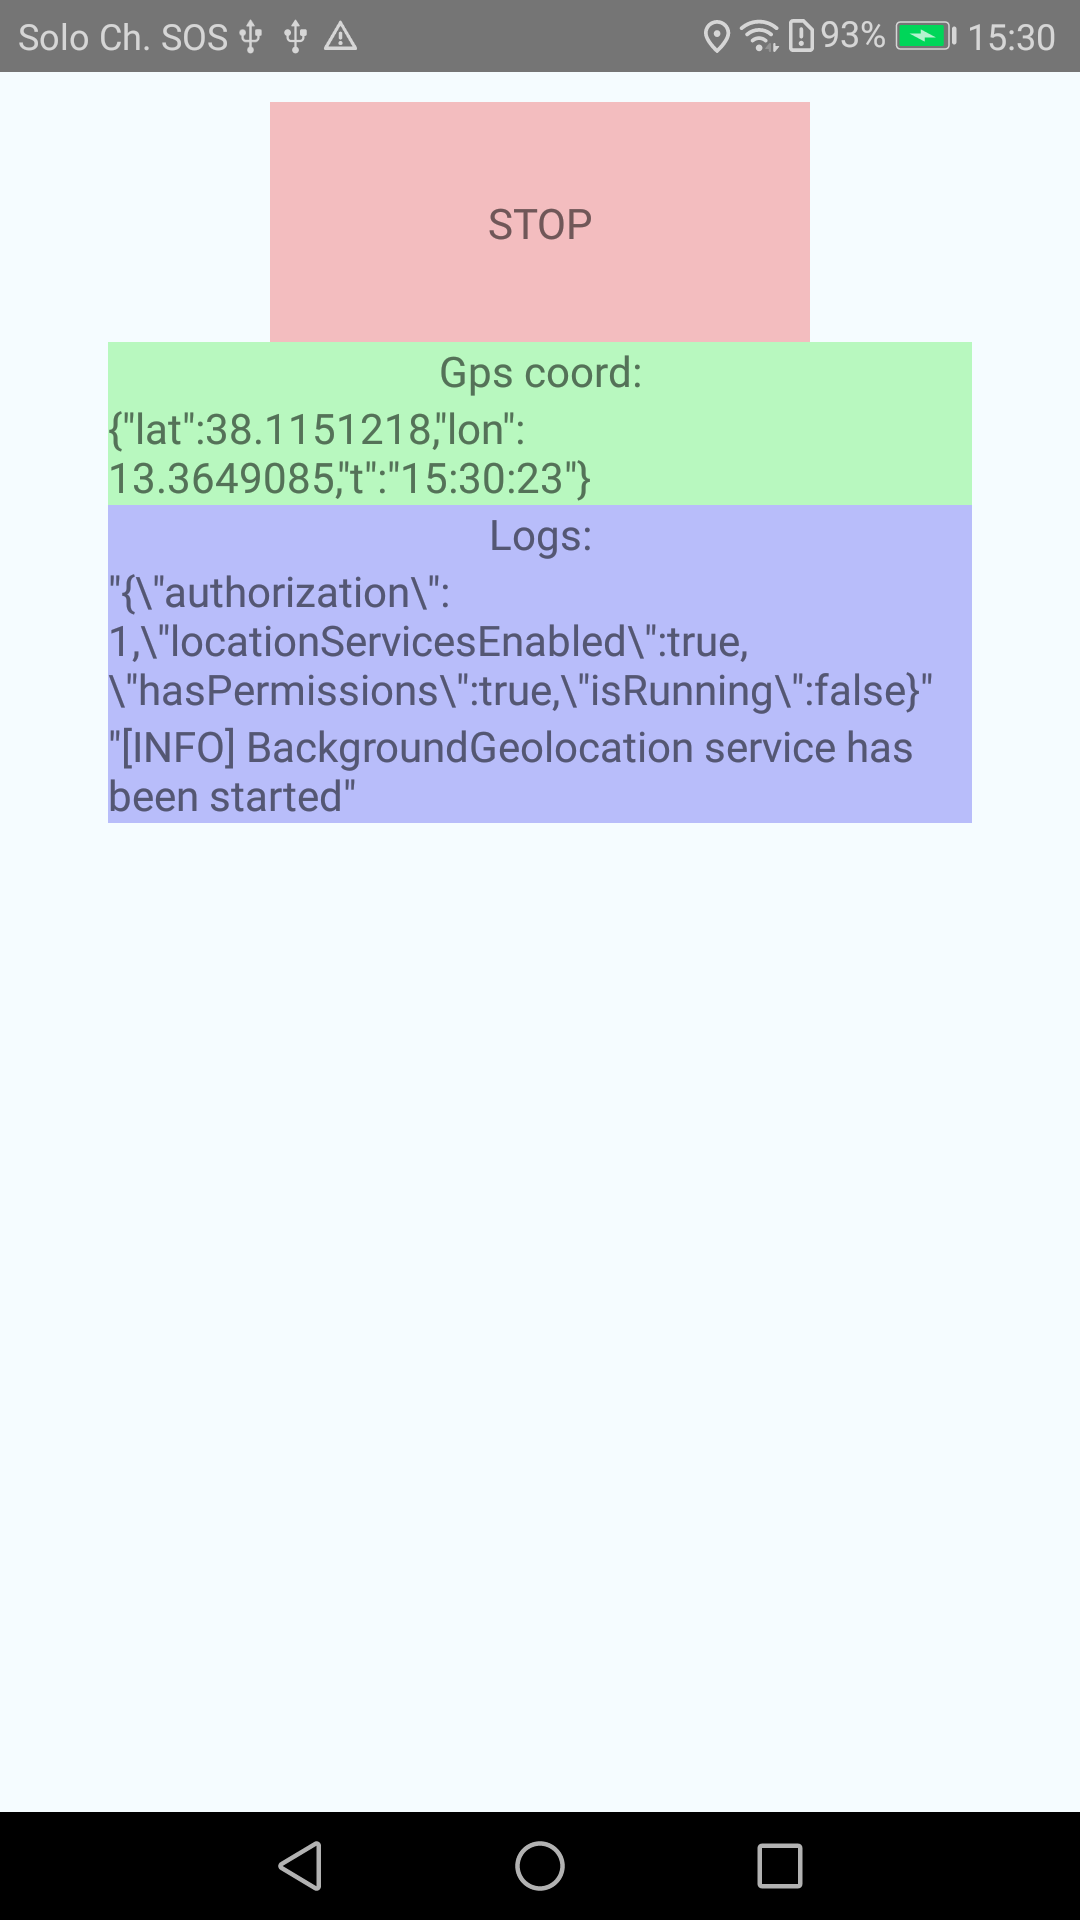 Solo Ch. SOS 93% 15:30
STOP
Gps coord:
{"lat":38.1151218,"lon":
13.3649085,"t":"15:30:23"}
Logs:
"{\"authorization\":
1,\"locationServicesEnabled\":true,
\"hasPermissions\":true,\"isRunning\":false}"
"[INFO] BackgroundGeolocation service has
been started"